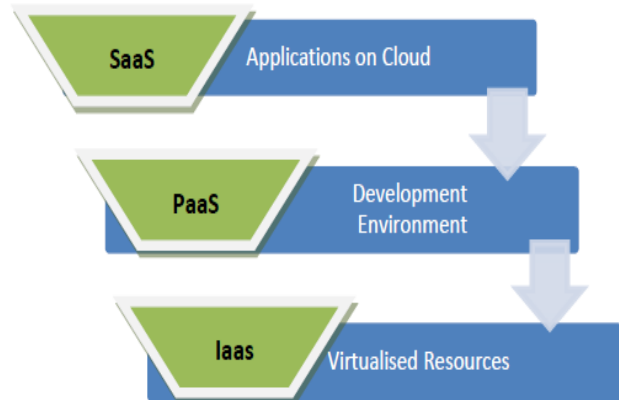 SaaS
Applications on Cloud
PaaS
Development
Environment
Iaas
Virtualised Resources